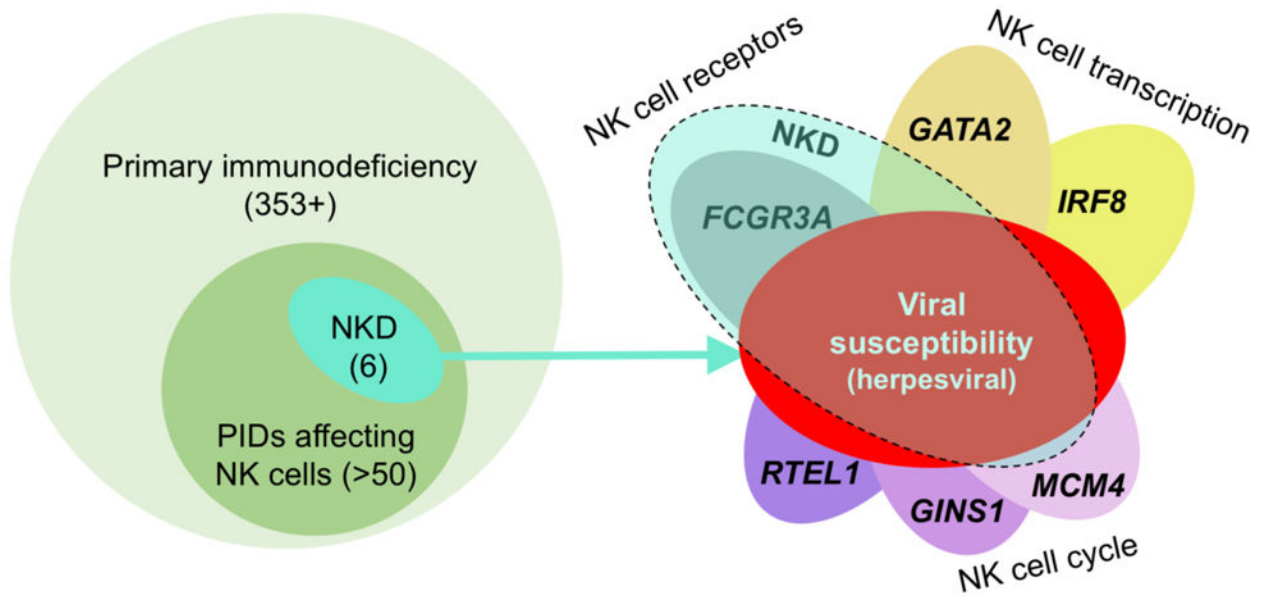 Primary immunodeficiency
(353+)
NKD
(6)
PIDs affecting
NK cells (>50)
NK cell receptors
NK cell transcription
NKD
GATA2
FCGR3A
IRF8
Viral
susceptibility
(herpesviral)
RTEL1
GINS1
MCM4
NK cell cycle